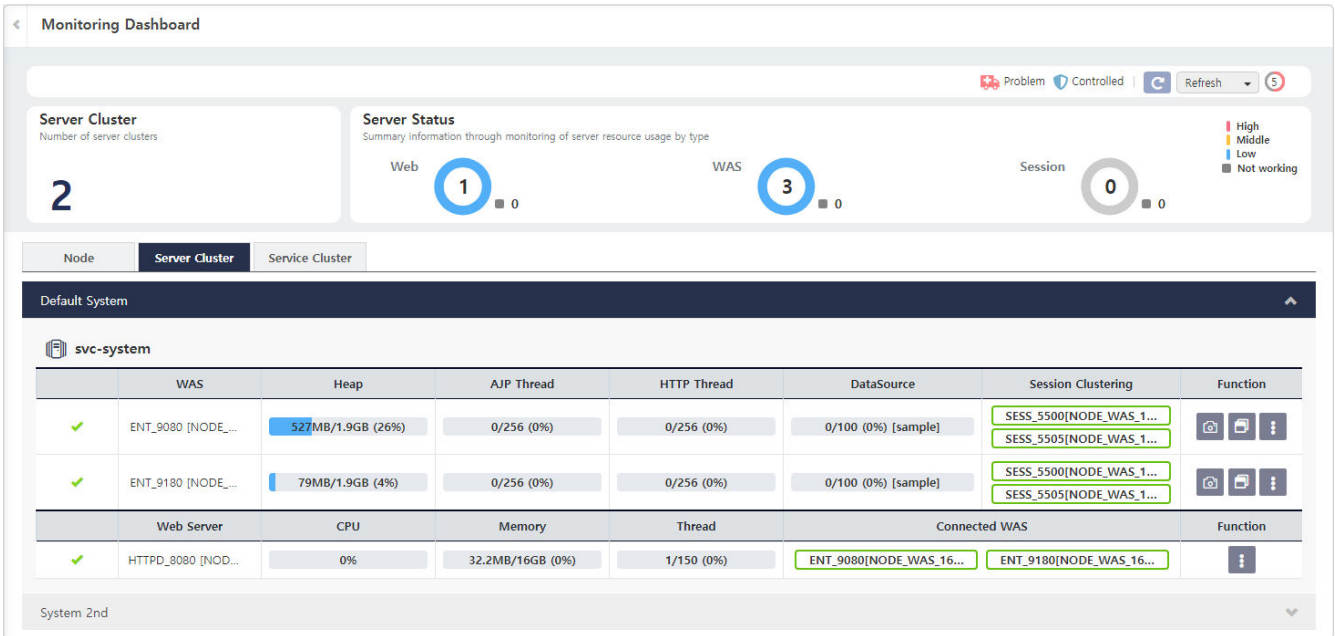 Monitoring Dashboard
Problem Controlled Refresh 5
Server Cluster
Number of server clusters
2
Server Status
Summary information through monitoring of server resource usage by type
High
Middle
Low
Not working
Web 1 0
WAS 3 0
Session 0 0
Node Server Cluster Service Cluster
Default System
svc-system
WAS Heap AJP Thread HTTP Thread DataSource Session Clustering Function
ENT_9080 [NODE_... 527MB/1.9GB (26%) 0/256 (0%) 0/256 (0%) 0/100 (0%) [sample] SESS_5500[NODE_WAS_1...
SESS_5505[NODE_WAS_1...
ENT_9180 [NODE_... 79MB/1.9GB (4%) 0/256 (0%) 0/256 (0%) 0/100 (0%) [sample] SESS_5500[NODE_WAS_1...
SESS_5505[NODE_WAS_1...
Web Server CPU Memory Thread Connected WAS Function
HTTPD_8080 [NOD... 0% 32.2MB/16GB (0%) 1/150 (0%) ENT_9080[NODE_WAS_16... ENT_9180[NODE_WAS_16...
System 2nd